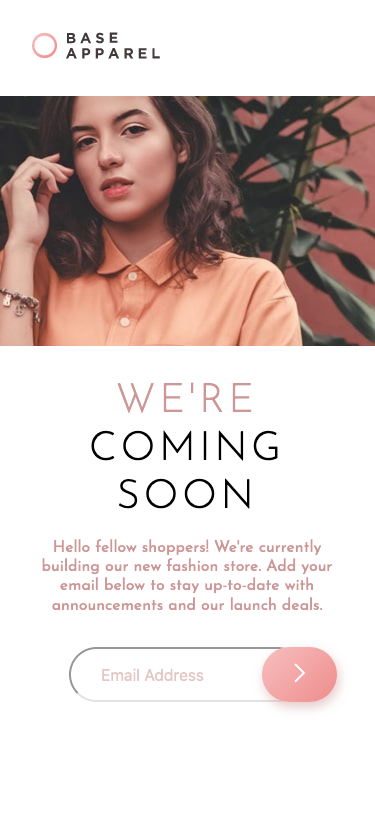 BASE
APPAREL
WE'RE
COMING
SOON
Hello fellow shoppers! We're currently
building our new fashion store. Add your
email below to stay up-to-date with
announcements and our launch deals.
Email Address